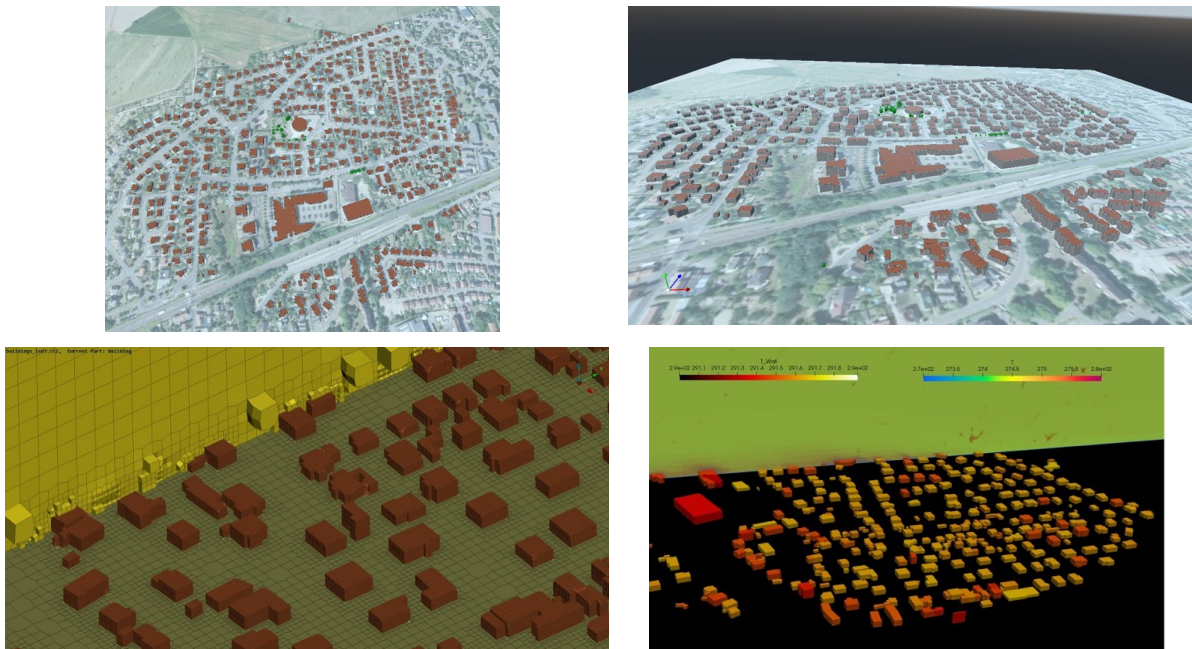 buildings_lod1.stl, Current Part: building
T_Wall
2.9e+02 291.1 291.2 291.3 291.4 291.5 291.6 291.7 291.8 2.9e+02
T
2.7e+02 273.5 274 274.5 275 275.5 2.8e+02